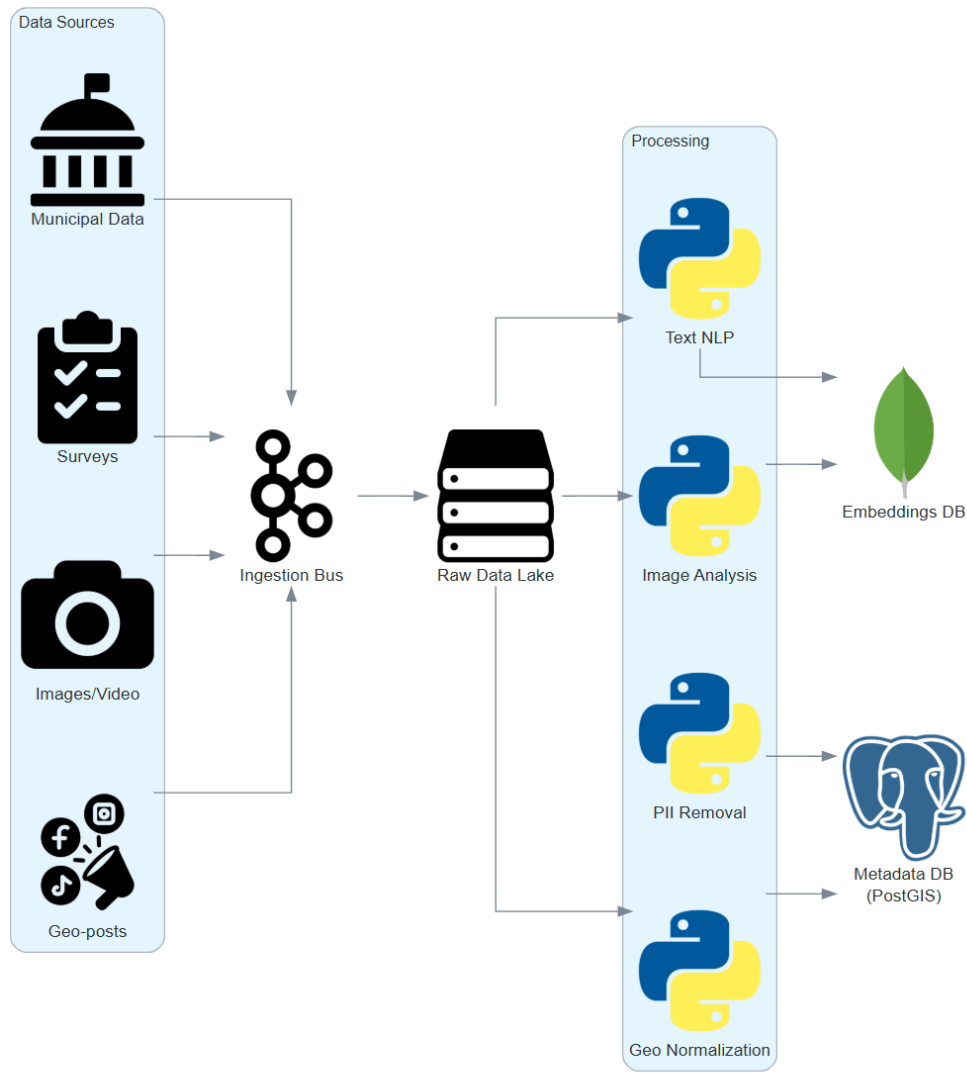 Data Sources
Municipal Data
Surveys
Images/Video
Geo-posts
Ingestion Bus
Raw Data Lake
Processing
Text NLP
Image Analysis
PII Removal
Geo Normalization
Embeddings DB
Metadata DB
(PostGIS)